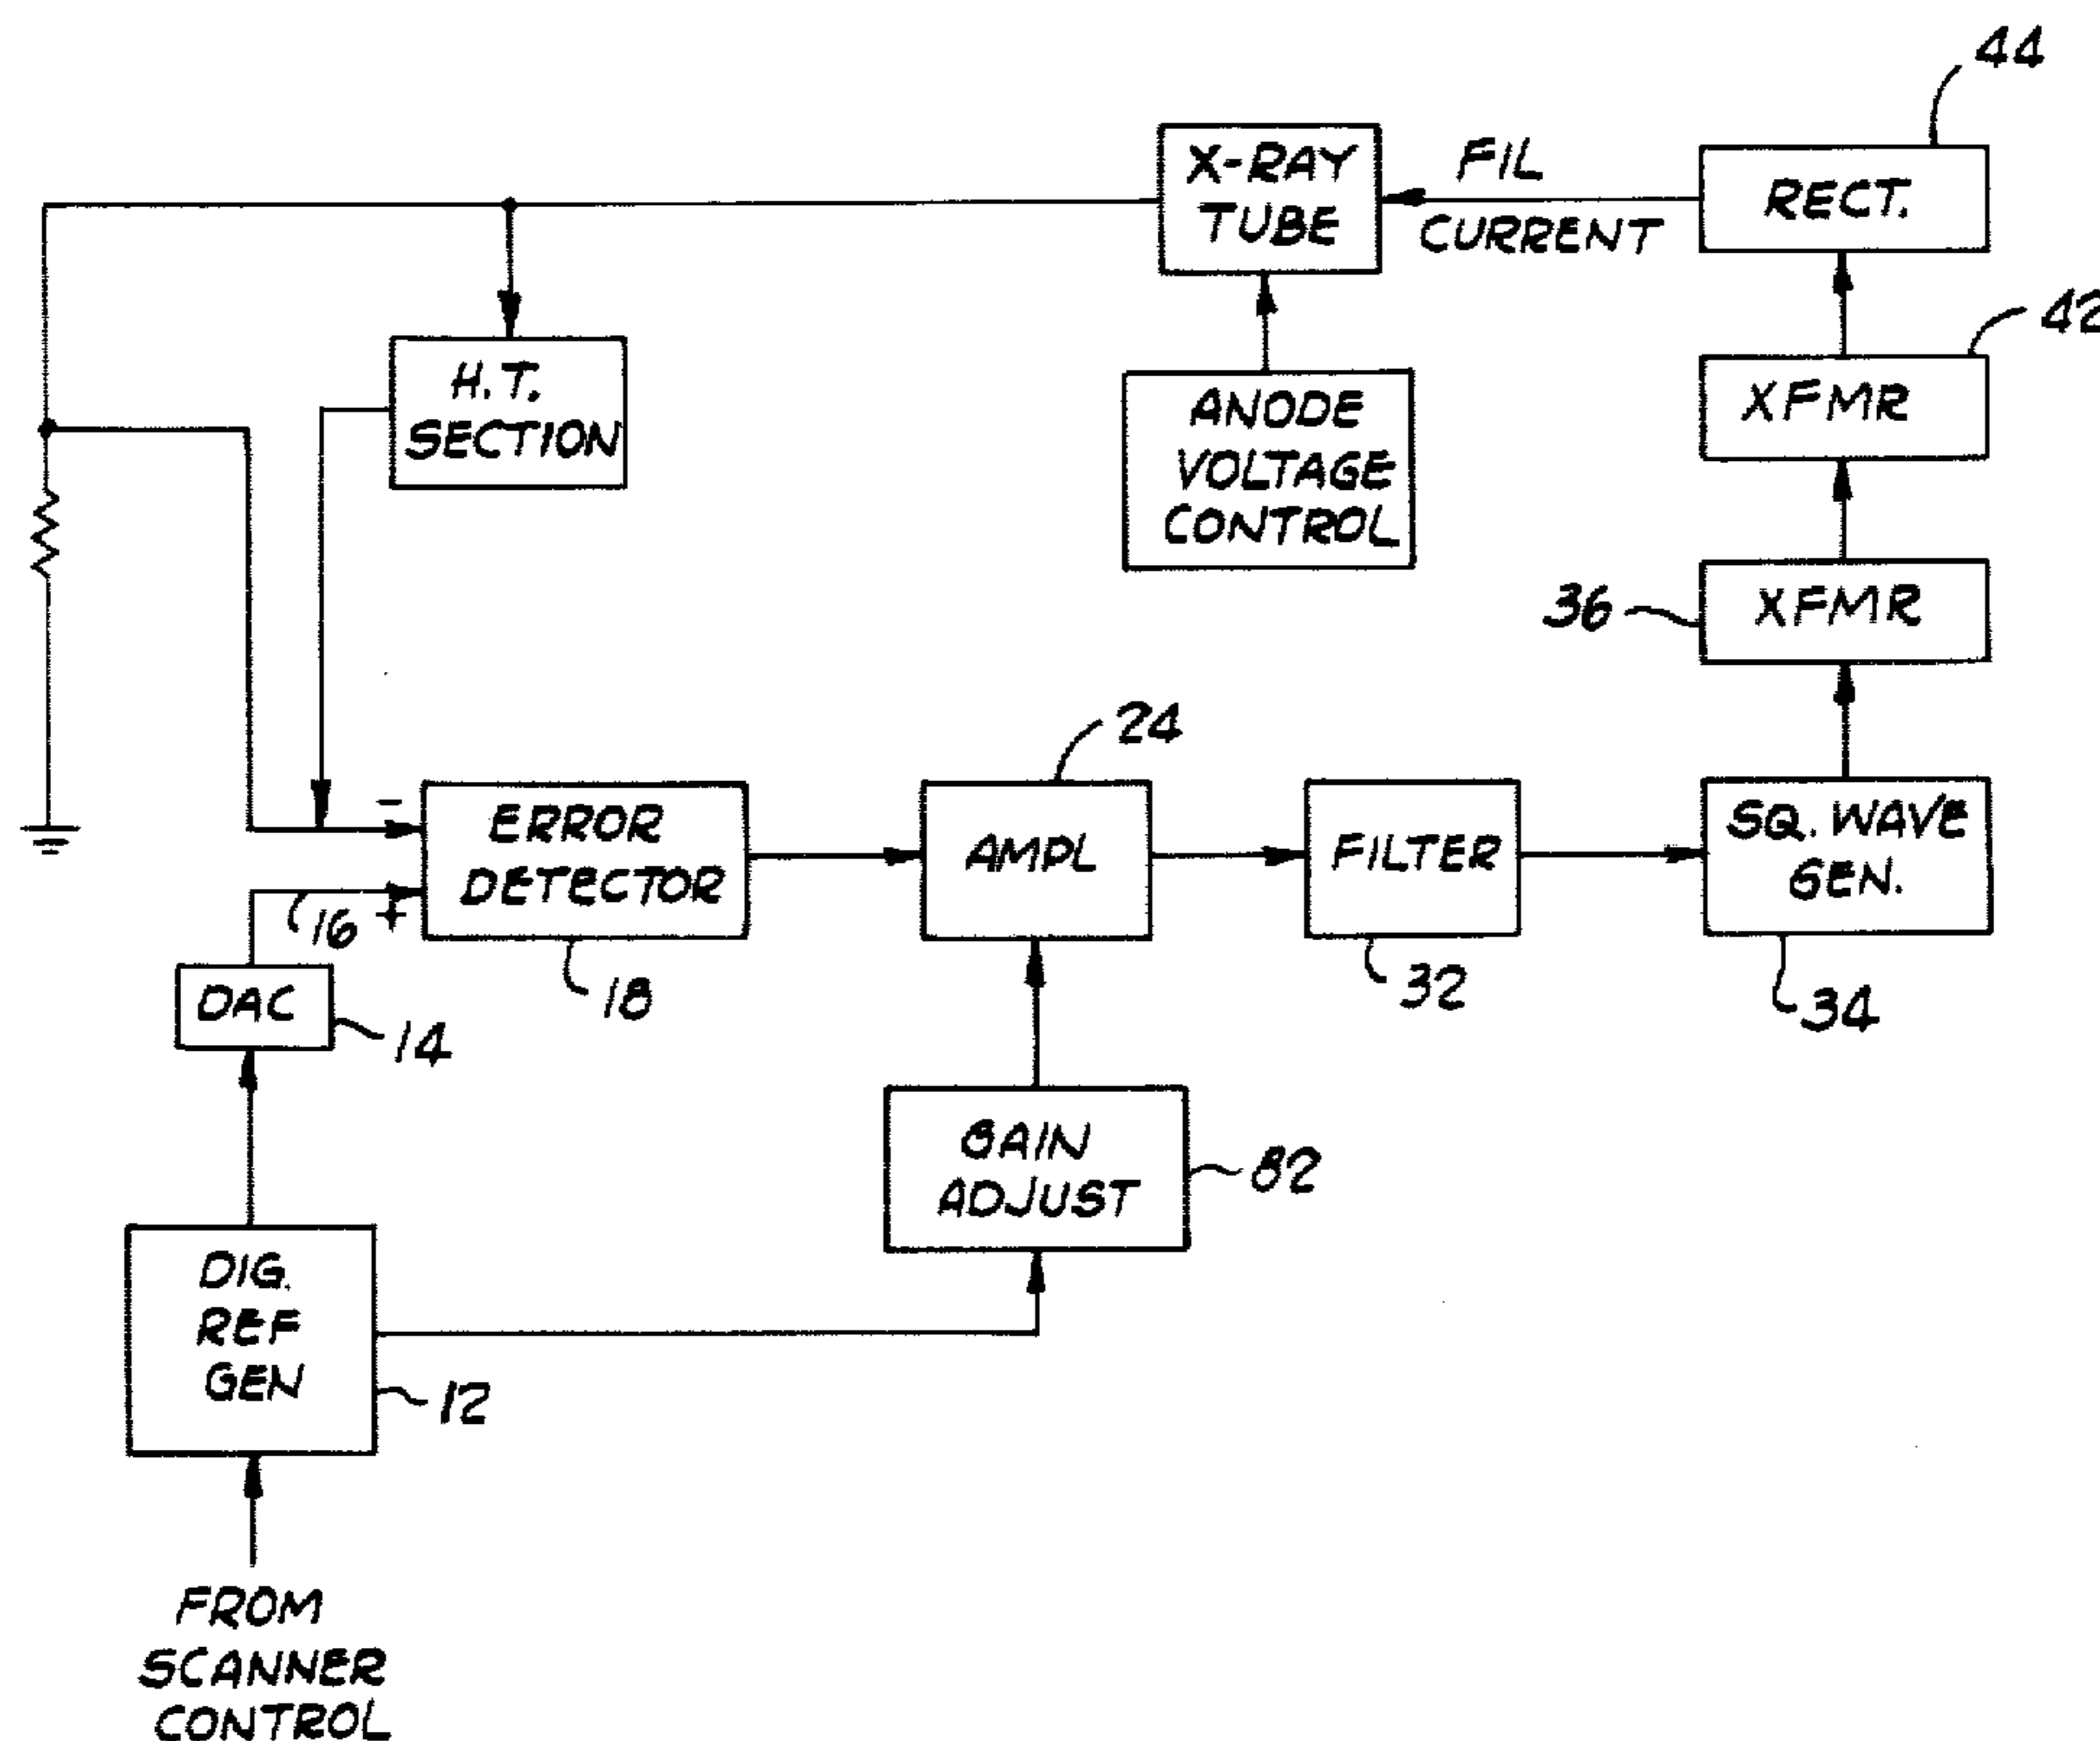 44
X-RAY
TUBE
FIL
CURRENT
RECT.
42
H.T.
SECTION
ANODE
VOLTAGE
CONTROL
XFMR
36
XFMR
24
-
ERROR
DETECTOR
AMPL
FILTER
SQ. WAVE
GEN.
16
+
18
32
34
DAC
14
GAIN
ADJUST
82
DIG.
REF
GEN
12
FROM
SCANNER
CONTROL